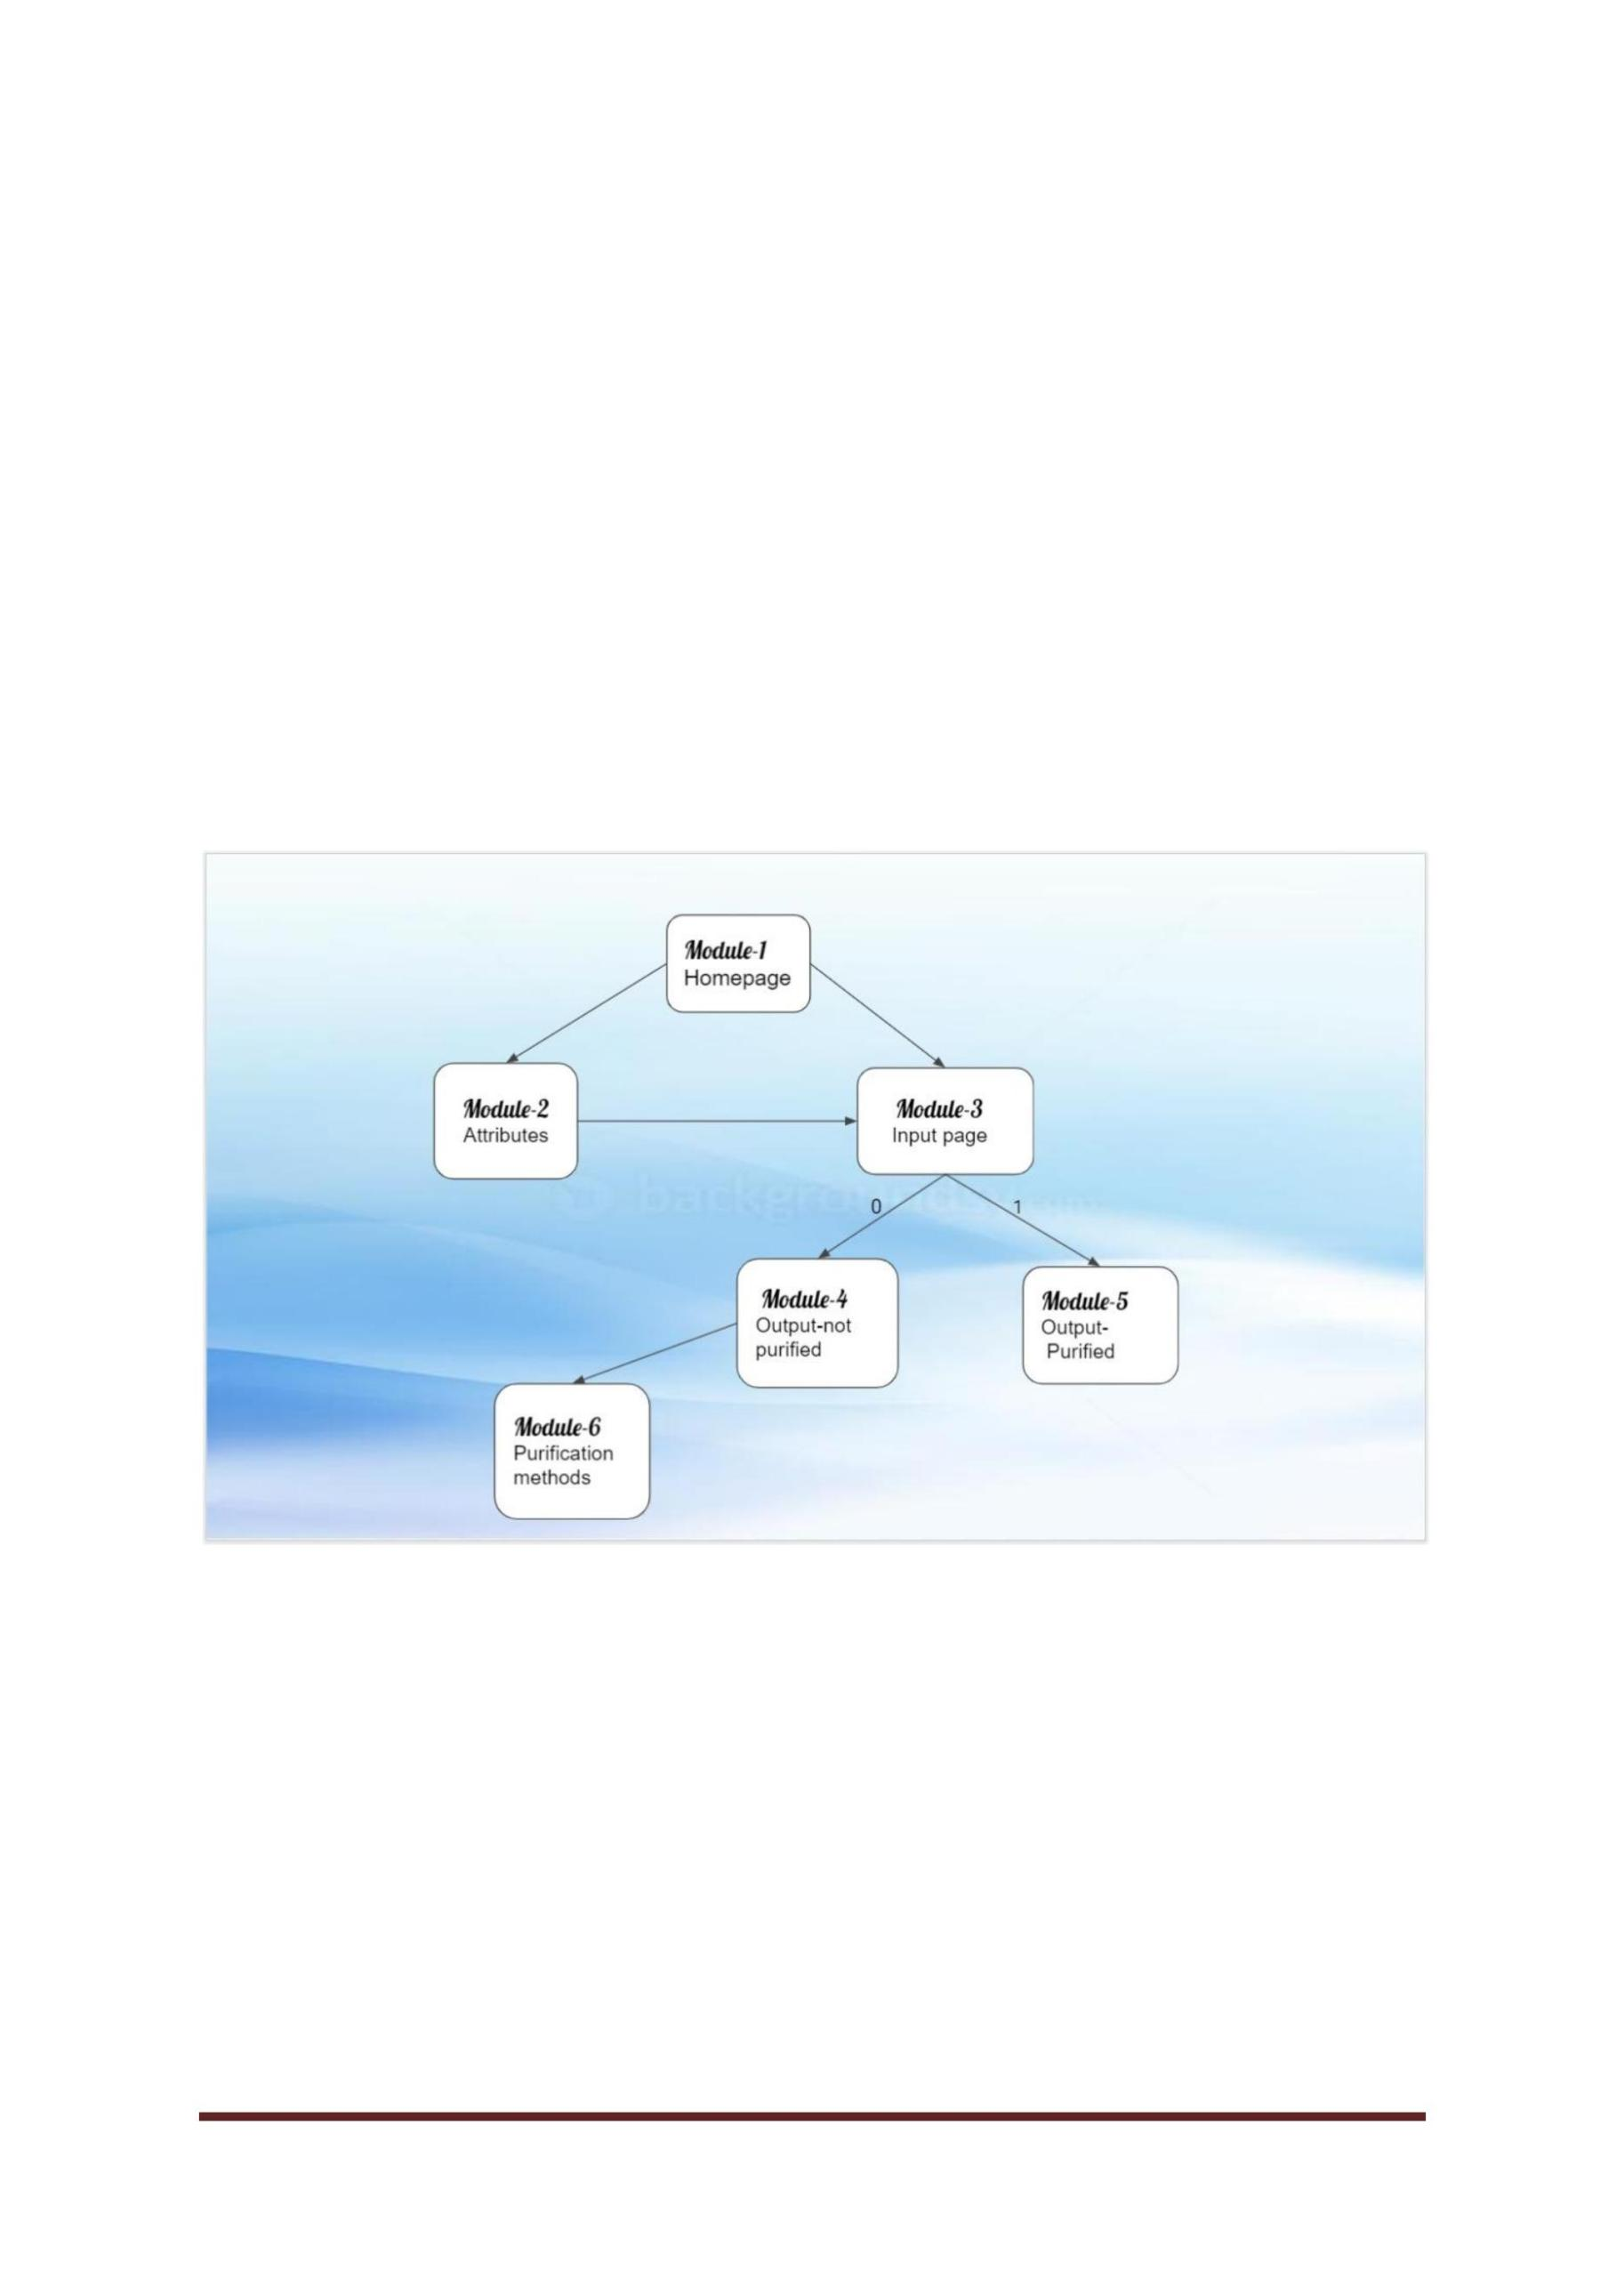 Module-1
Homepage
Module-2
Attributes
Module-3
Input page
0
1
Module-4
Output-not
purified
Module-5
Output-
Purified
Module-6
Purification
methods